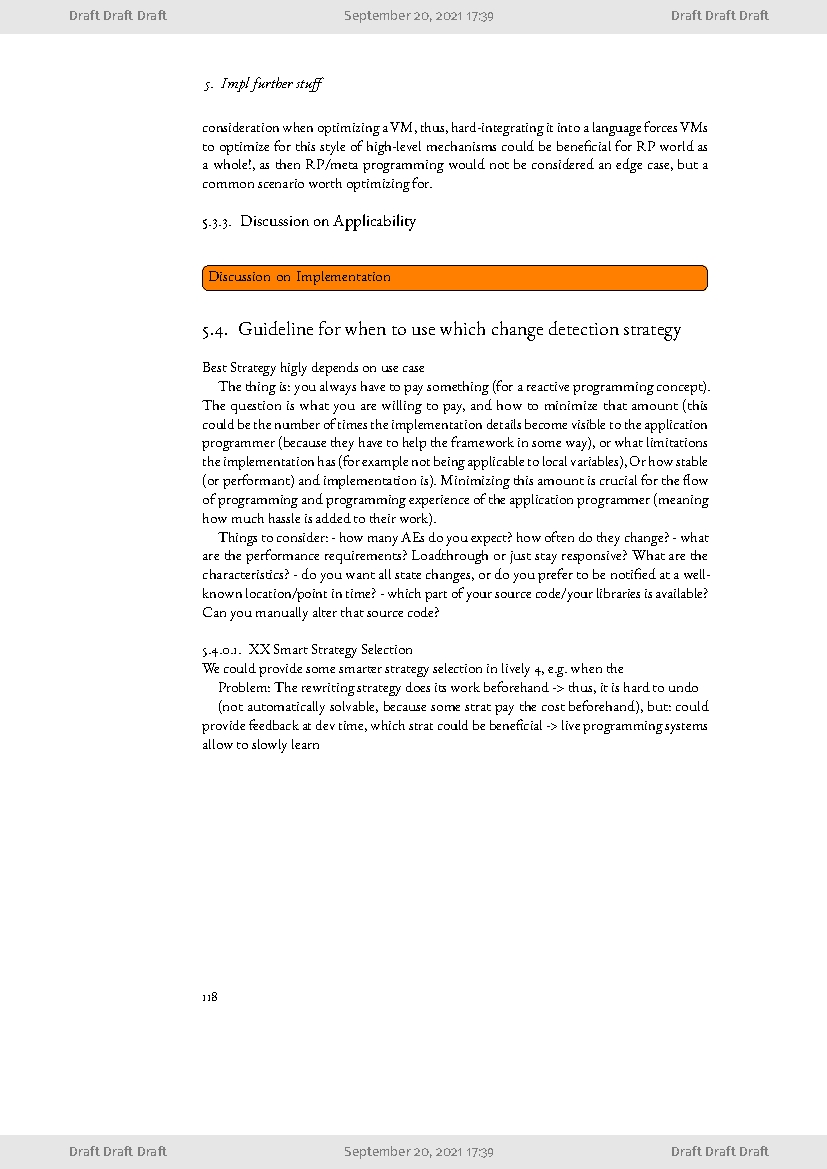 Draft Draft Draft September 20, 2021 17:39 Draft Draft Draft
5. Impl further stuff
consideration when optimizing a VM, thus, hard-integrating it into a language forces VMs
to optimize for this style of high-level mechanisms could be beneficial for RP world as
a whole!, as then RP/meta programming would not be considered an edge case, but a
common scenario worth optimizing for.
5.3.3. Discussion on Applicability
Discussion on Implementation
5.4. Guideline for when to use which change detection strategy
Best Strategy higly depends on use case
The thing is: you always have to pay something (for a reactive programming concept).
The question is what you are willing to pay, and how to minimize that amount (this
could be the number of times the implementation details become visible to the application
programmer (because they have to help the framework in some way), or what limitations
the implementation has (for example not being applicable to local variables), Or how stable
(or performant) and implementation is). Minimizing this amount is crucial for the flow
of programming and programming experience of the application programmer (meaning
how much hassle is added to their work).
Things to consider: - how many AEs do you expect? how often do they change? - what
are the performance requirements? Loadthrough or just stay responsive? What are the
characteristics? - do you want all state changes, or do you prefer to be notified at a well-
known location/point in time? - which part of your source code/your libraries is available?
Can you manually alter that source code?
5.4.0.1. XX Smart Strategy Selection
We could provide some smarter strategy selection in lively 4, e.g. when the
Problem: The rewriting strategy does its work beforehand -> thus, it is hard to undo
(not automatically solvable, because some strat pay the cost beforehand), but: could
provide feedback at dev time, which strat could be beneficial -> live programming systems
allow to slowly learn
118
Draft Draft Draft September 20, 2021 17:39 Draft Draft Draft